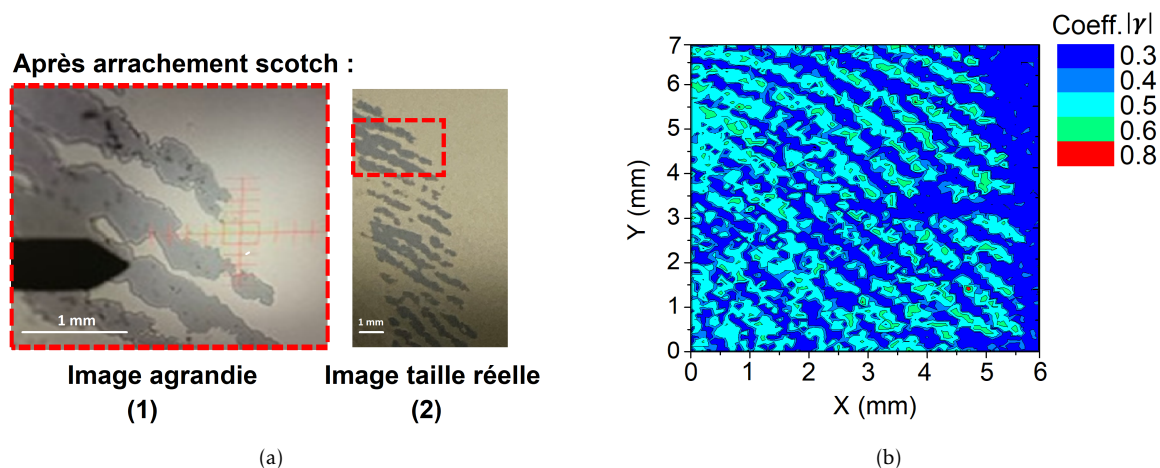 Après arrachement scotch :
1 mm
Image agrandie
(1)
1 mm
Image taille réelle
(2)
(a)
Coeff. |γ|
0.3
0.4
0.5
0.6
0.8
7
6
5
4
3
2
1
0
Y (mm)
0 1 2 3 4 5 6
X (mm)
(b)